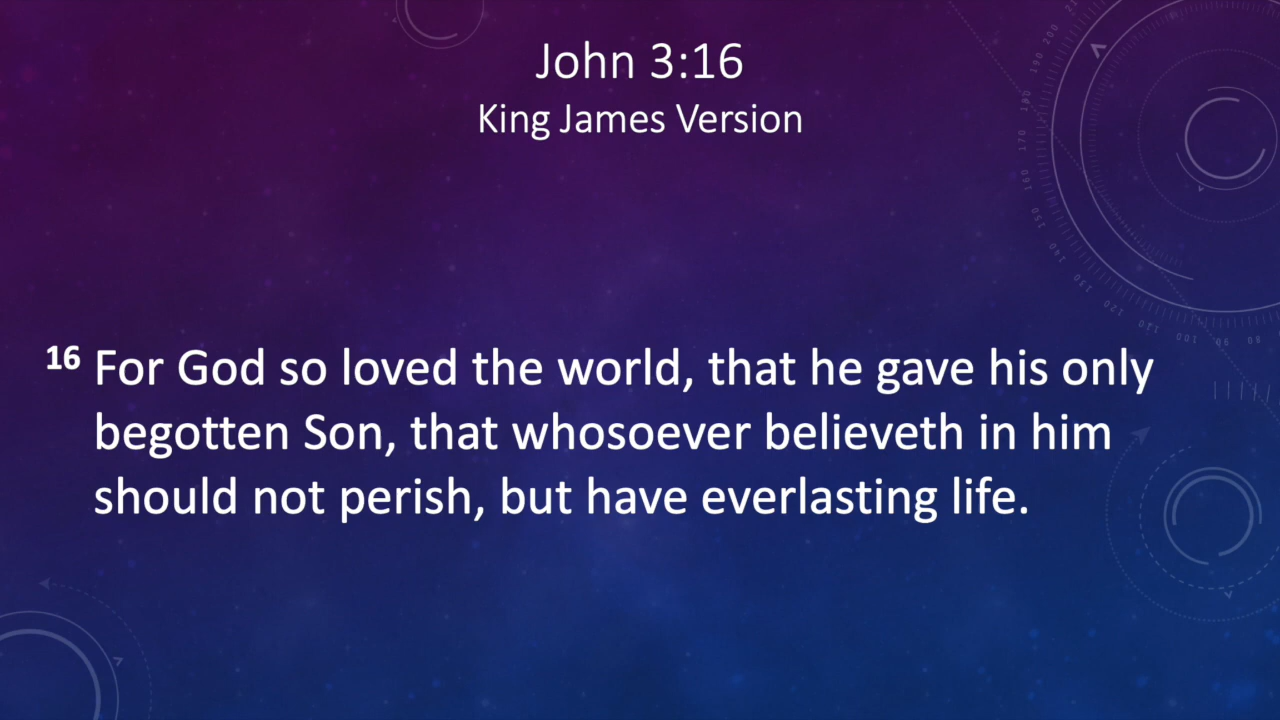 John 3:16
King James Version
16 For God so loved the world, that he gave his only
begotten Son, that whosoever believeth in him
should not perish, but have everlasting life.